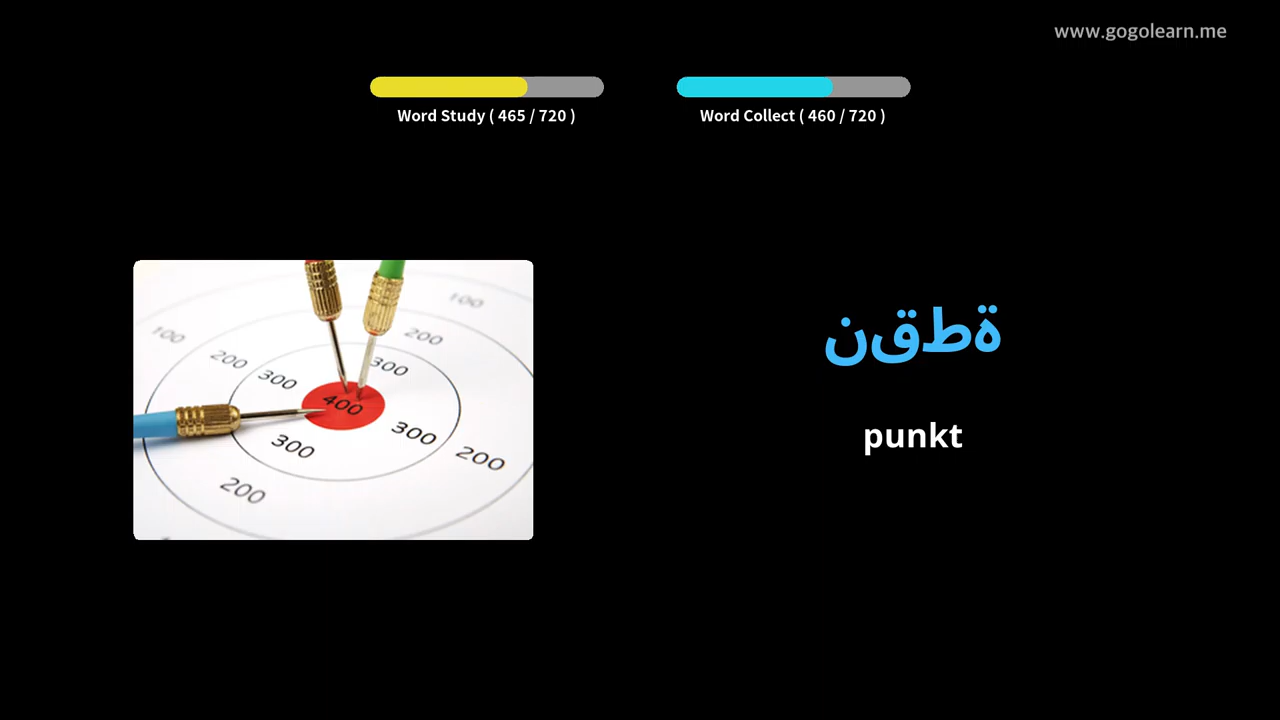 www.gogolearn.me
Word Study ( 465 / 720 )
Word Collect ( 460 / 720 )
100
100
200
200
300
300
400
300
300
200
200
نقطة
punkt